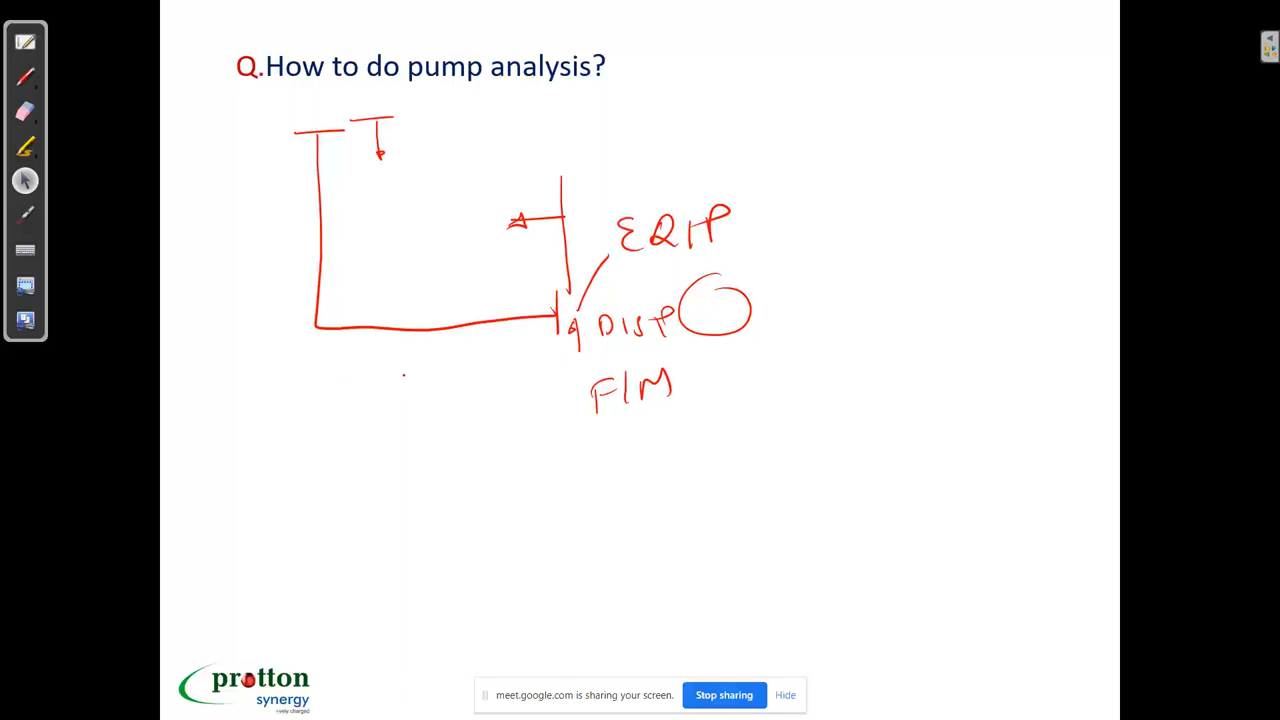 Q.How to do pump analysis?
EQIP
DISP
F/M
protton
synergy
meet.google.com is sharing your screen.
Stop sharing
Hide